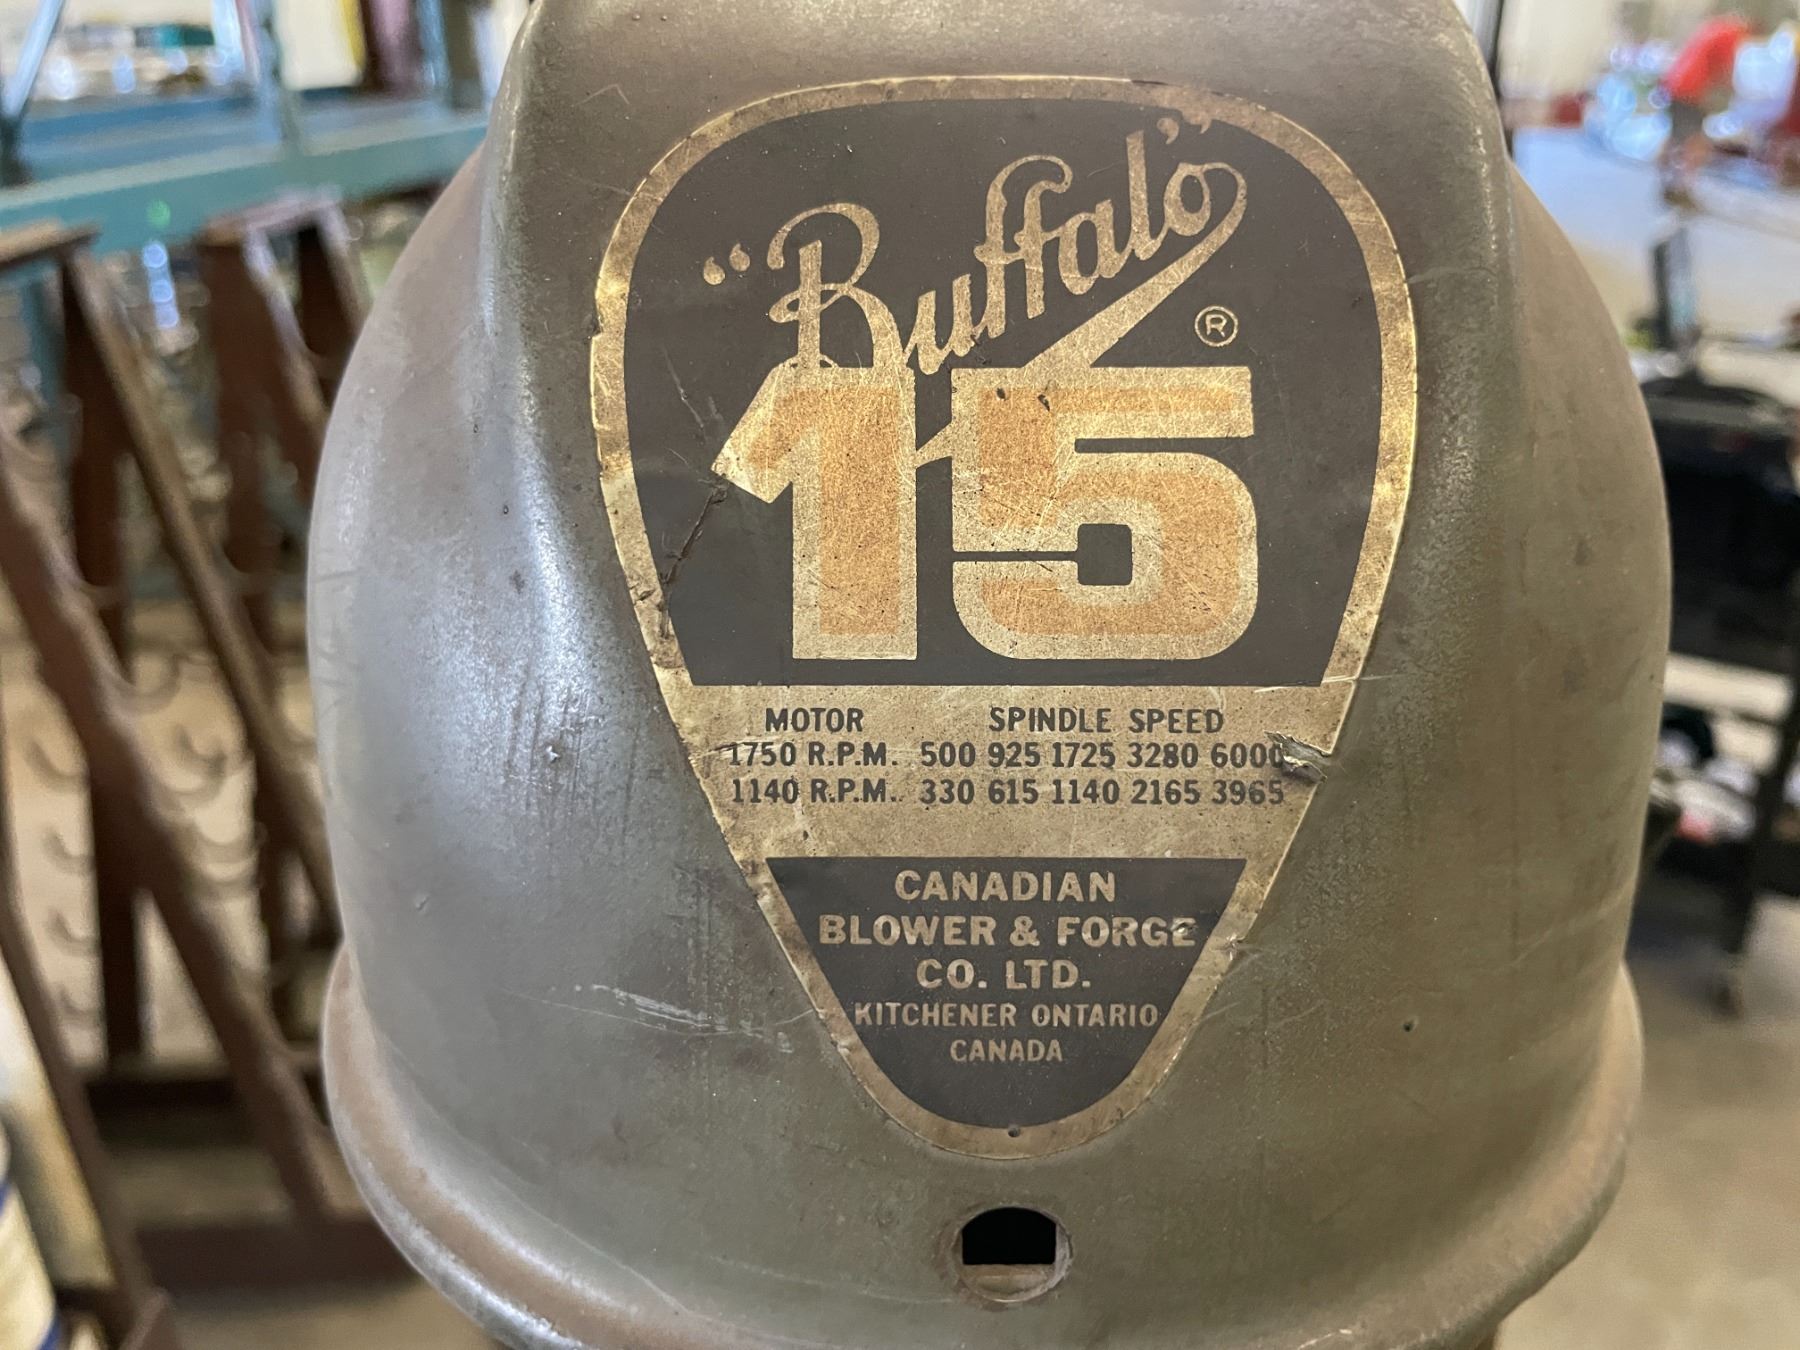 "Buffalo"
®
15
MOTOR SPINDLE SPEED
1750 R.P.M. 500 925 1725 3280 6000
1140 R.P.M. 330 615 1140 2165 3965
CANADIAN
BLOWER & FORGE
CO. LTD.
KITCHENER ONTARIO
CANADA